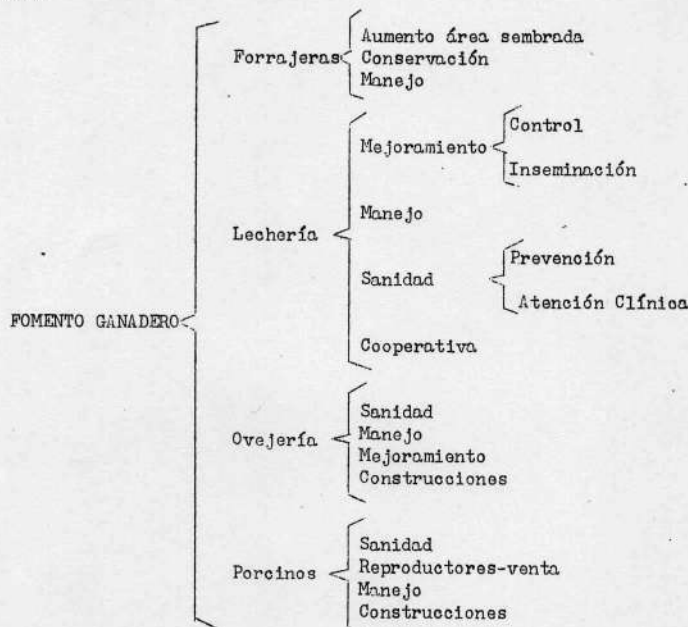 FOMENTO GANADERO
Forrajeras
Aumento área sembrada
Conservación
Manejo
Lechería
Mejoramiento
Control
Inseminación
Manejo
Sanidad
Prevención
Atención Clínica
Cooperativa
Ovejería
Sanidad
Manejo
Mejoramiento
Construcciones
Porcinos
Sanidad
Reproductores-venta
Manejo
Construcciones